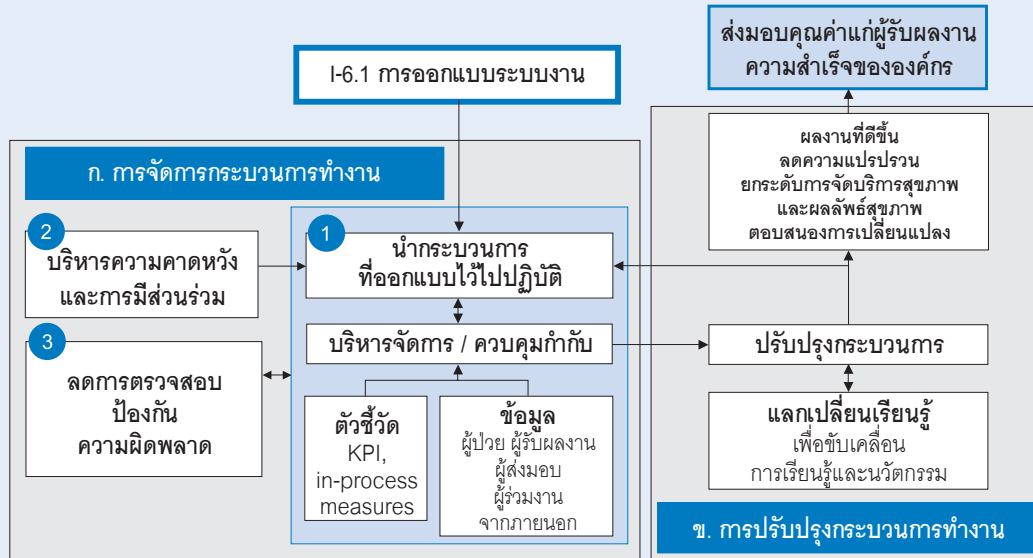 ส่งมอบคุณค่าแก่ผู้รับผลงาน
ความสำเร็จขององค์กร
I-6.1 การออกแบบระบบงาน
ก. การจัดการกระบวนการทำงาน
1
นำกระบวนการ
ที่ออกแบบไว้ไปปฏิบัติ
2
บริหารความคาดหวัง
และการมีส่วนร่วม
3
ลดการตรวจสอบ
ป้องกัน
ความผิดพลาด
บริหารจัดการ / ควบคุมกำกับ
ตัวชี้วัด
KPI,
in-process
measures
ข้อมูล
ผู้ป่วย ผู้รับผลงาน
ผู้ส่งมอบ
ผู้ร่วมงาน
จากภายนอก
ผลงานที่ดีขึ้น
ลดความแปรปรวน
ยกระดับการจัดบริการสุขภาพ
และผลลัพธ์สุขภาพ
ตอบสนองการเปลี่ยนแปลง
ปรับปรุงกระบวนการ
แลกเปลี่ยนเรียนรู้
เพื่อขับเคลื่อน
การเรียนรู้และนวัตกรรม
ข. การปรับปรุงกระบวนการทำงาน